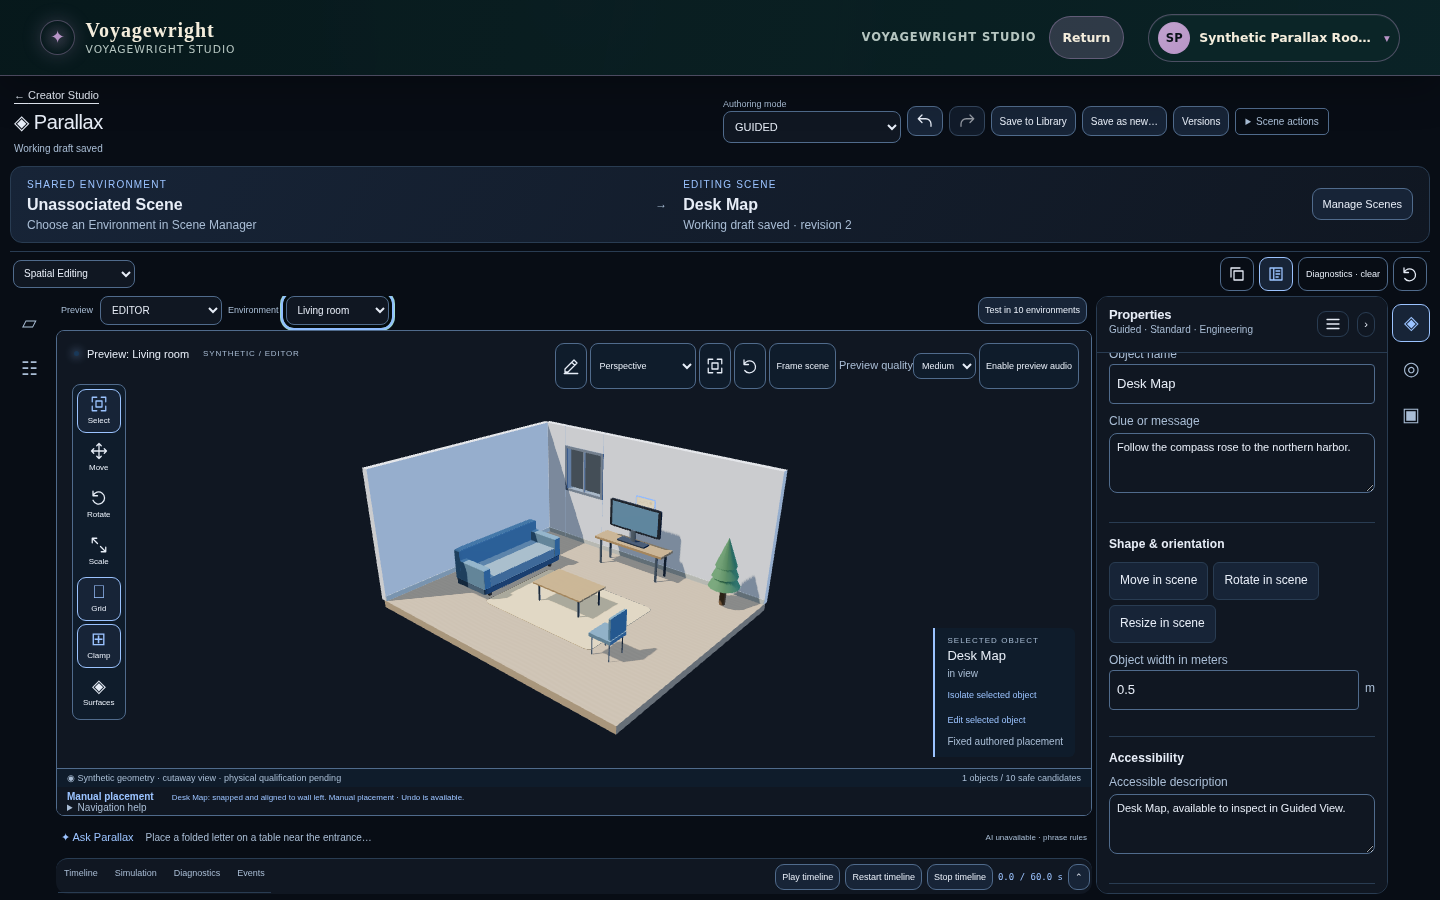 Voyagewright
VOYAGEWRIGHT STUDIO
VOYAGEWRIGHT STUDIO
Return
SP
Synthetic Parallax Roo…
← Creator Studio
◈ Parallax
Working draft saved
Authoring mode
GUIDED
Save to Library
Save as new…
Versions
Scene actions
SHARED ENVIRONMENT
Unassociated Scene
Choose an Environment in Scene Manager
→
EDITING SCENE
Desk Map
Working draft saved · revision 2
Manage Scenes
Spatial Editing
Diagnostics · clear
Preview
EDITOR
Environment
Living room
Test in 10 environments
Preview: Living room
SYNTHETIC / EDITOR
Perspective
Frame scene
Preview quality
Medium
Enable preview audio
Select
Move
Rotate
Scale
Grid
Clamp
Surfaces
SELECTED OBJECT
Desk Map
in view
Isolate selected object
Edit selected object
Fixed authored placement
◉ Synthetic geometry · cutaway view · physical qualification pending
1 objects / 10 safe candidates
Manual placement
Desk Map: snapped and aligned to wall left. Manual placement · Undo is available.
Navigation help
✦ Ask Parallax
Place a folded letter on a table near the entrance…
AI unavailable · phrase rules
Timeline
Simulation
Diagnostics
Events
Play timeline
Restart timeline
Stop timeline
0.0 / 60.0 s
Properties
Guided · Standard · Engineering
Object name
Desk Map
Clue or message
Follow the compass rose to the northern harbor.
Shape & orientation
Move in scene
Rotate in scene
Resize in scene
Object width in meters
0.5
m
Accessibility
Accessible description
Desk Map, available to inspect in Guided View.